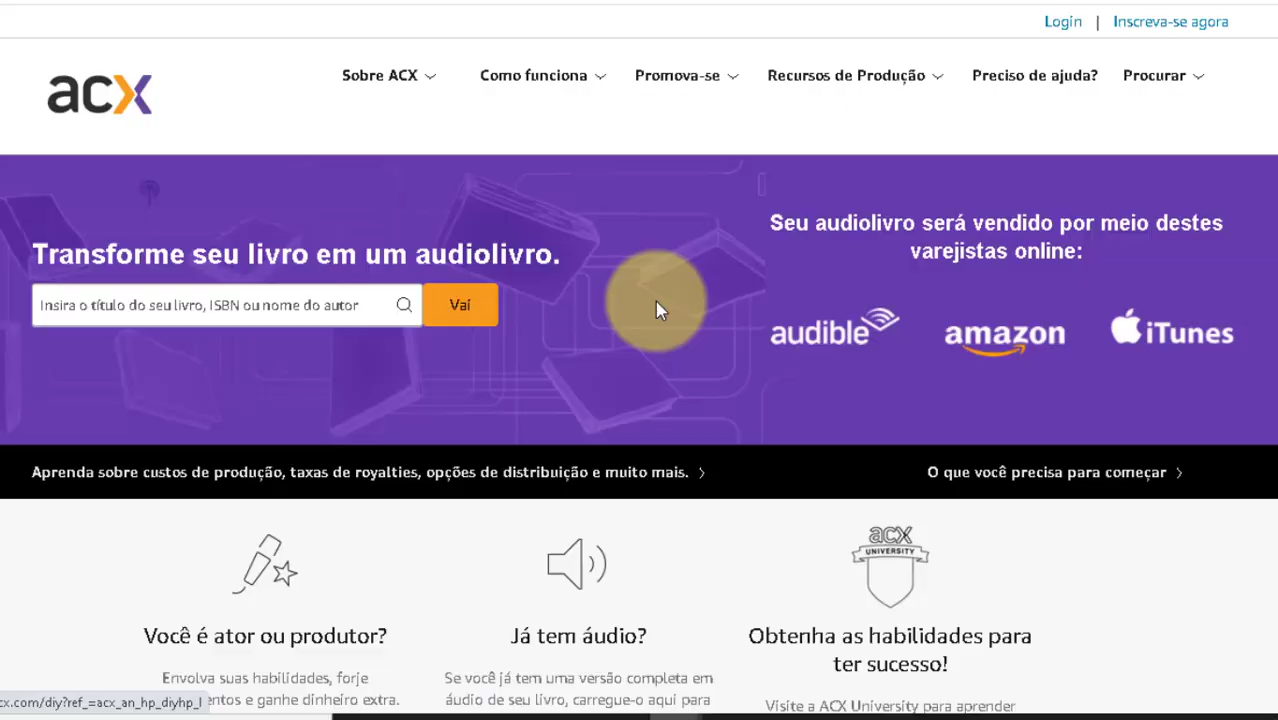 Login | Inscreva-se agora
acx
Sobre ACX Como funciona Promova-se Recursos de Produção Preciso de ajuda? Procurar
Transforme seu livro em um audiolivro.
Insira o título do seu livro, ISBN ou nome do autor
Vai
Seu audiolivro será vendido por meio destes
varejistas online:
audible amazon iTunes
Aprenda sobre custos de produção, taxas de royalties, opções de distribuição e muito mais.
O que você precisa para começar
Você é ator ou produtor?
Envolva suas habilidades, forje
entos e ganhe dinheiro extra.
Já tem áudio?
Se você já tem uma versão completa em
áudio de seu livro, carregue-o aqui para
acx
UNIVERSITY
Obtenha as habilidades para
ter sucesso!
Visite a ACX University para aprender
cx.com/diy?ref_=acx_an_hp_diyhp_l